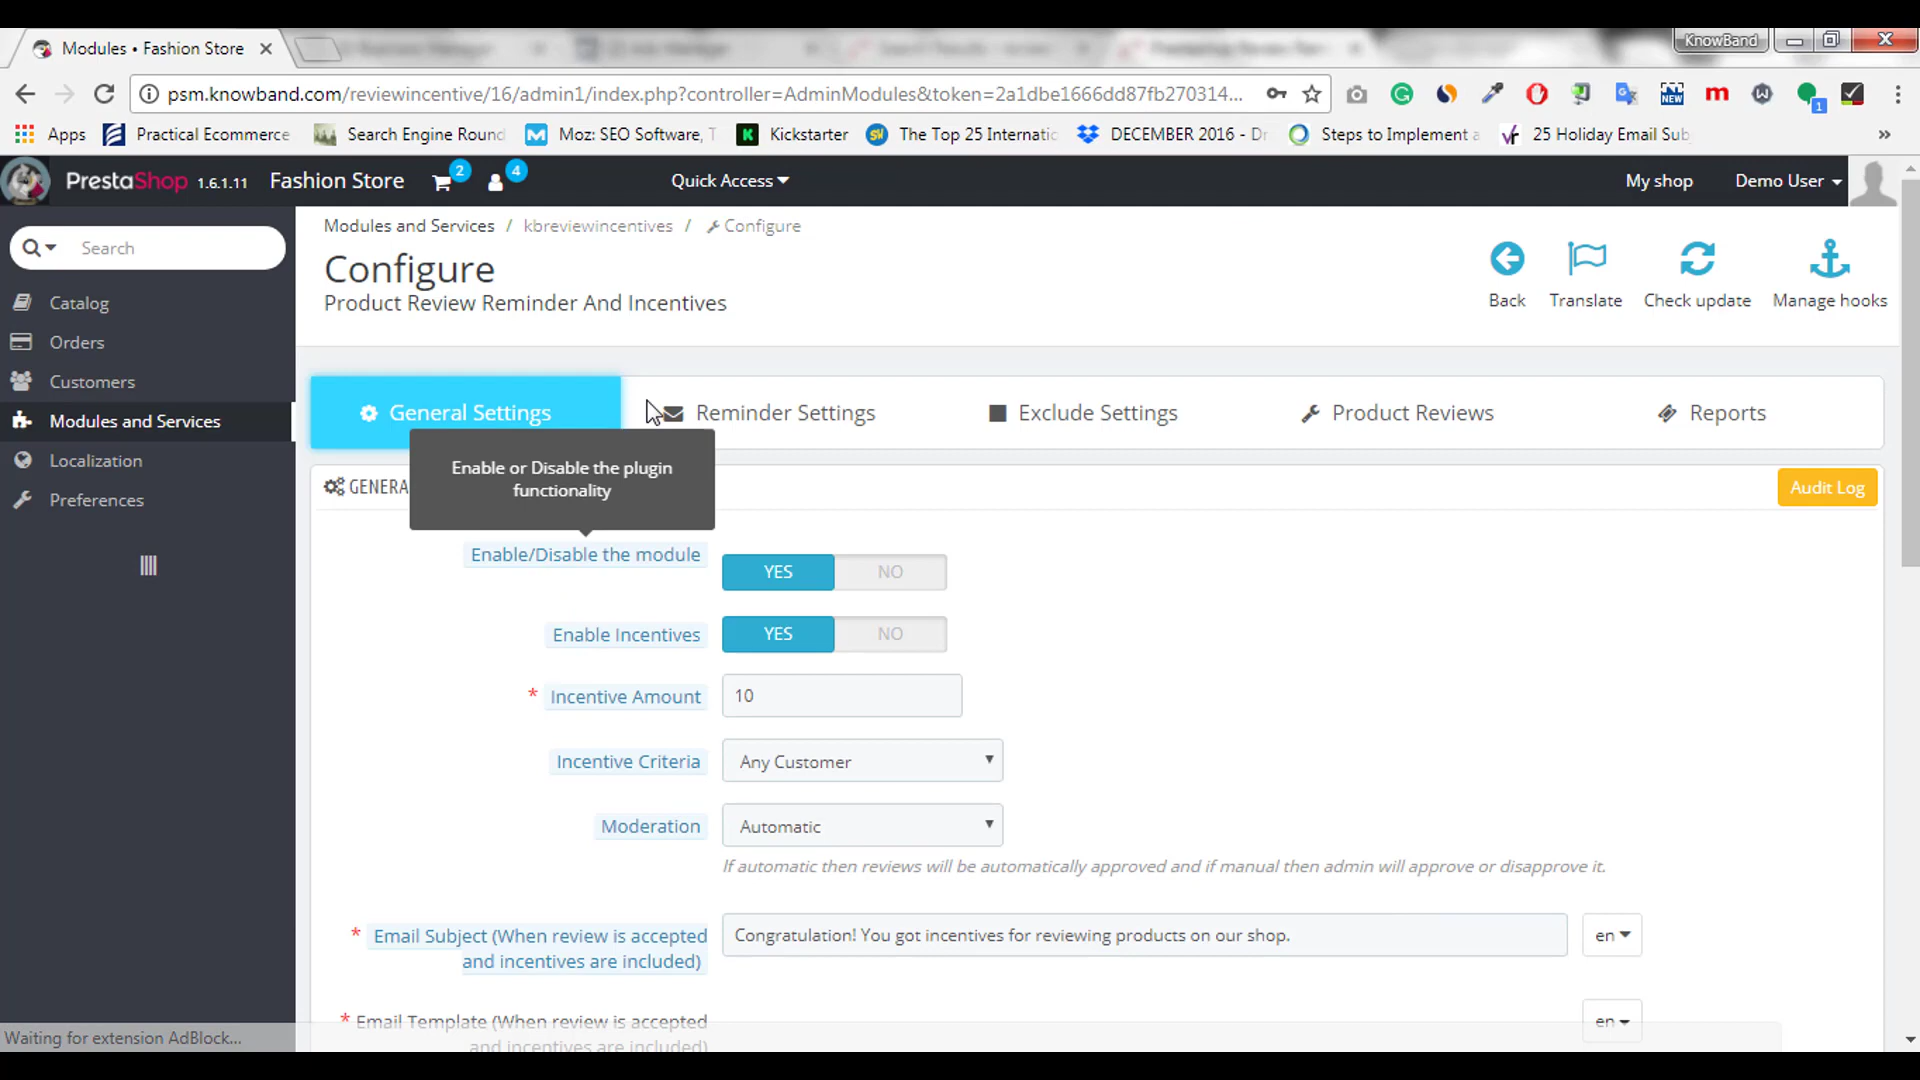 Modules • Fashion Store
KnowBand
psm.knowband.com/reviewincentive/16/admin1/index.php?controller=AdminModules&token=2a1dbe1666dd87fb270314...
NEW
m
1
Apps
Practical Ecommerce
Search Engine Round
Moz: SEO Software, T
Kickstarter
The Top 25 Internatio
DECEMBER 2016 - Dr
Steps to Implement a
25 Holiday Email Sub
»
PrestaShop 1.6.1.11
Fashion Store
2
4
Quick Access
My shop
Demo User
Search
Catalog
Orders
Customers
Modules and Services
Localization
Preferences
Modules and Services / kbreviewincentives / Configure
Configure
Product Review Reminder And Incentives
Back
Translate
Check update
Manage hooks
General Settings
Reminder Settings
Exclude Settings
Product Reviews
Reports
GENERA
Audit Log
Enable or Disable the plugin
functionality
Enable/Disable the module
YES
NO
Enable Incentives
YES
NO
* Incentive Amount
10
Incentive Criteria
Any Customer
Moderation
Automatic
If automatic then reviews will be automatically approved and if manual then admin will approve or disapprove it.
* Email Subject (When review is accepted
and incentives are included)
Congratulation! You got incentives for reviewing products on our shop.
en
* Email Template (When review is accepted
and incentives are included)
en
Waiting for extension AdBlock...